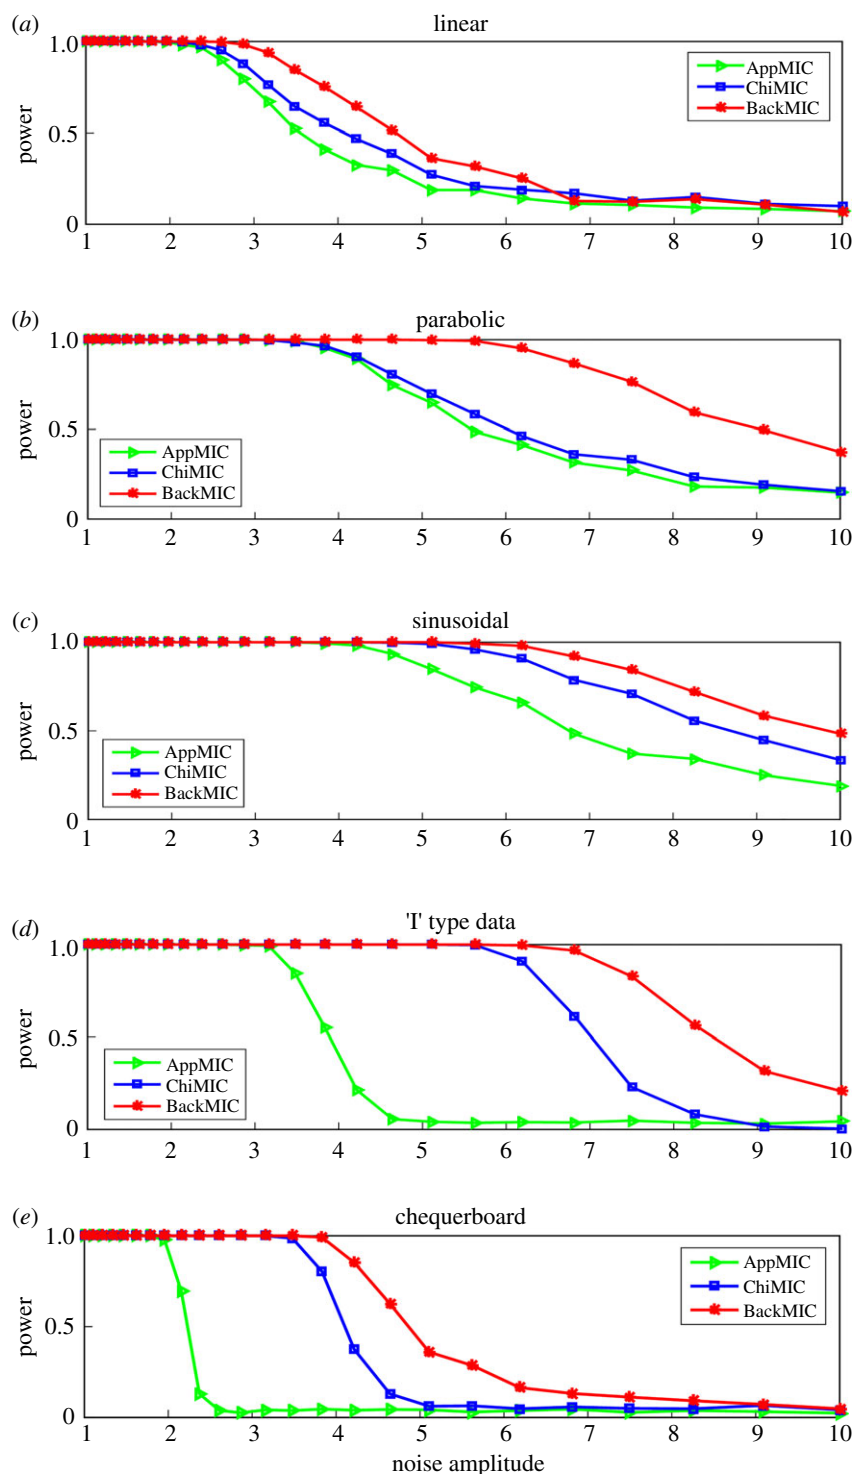 (a) linear
1.0
AppMIC
ChiMIC
BackMIC
power
0.5
0
1 2 3 4 5 6 7 8 9 10
(b) parabolic
1.0
power
0.5
AppMIC
ChiMIC
BackMIC
0
1 2 3 4 5 6 7 8 9 10
(c) sinusoidal
1.0
power
0.5
AppMIC
ChiMIC
BackMIC
0
1 2 3 4 5 6 7 8 9 10
(d) 'I' type data
1.0
power
0.5
AppMIC
ChiMIC
BackMIC
0
1 2 3 4 5 6 7 8 9 10
(e) chequerboard
1.0
AppMIC
ChiMIC
BackMIC
power
0.5
0
1 2 3 4 5 6 7 8 9 10
noise amplitude